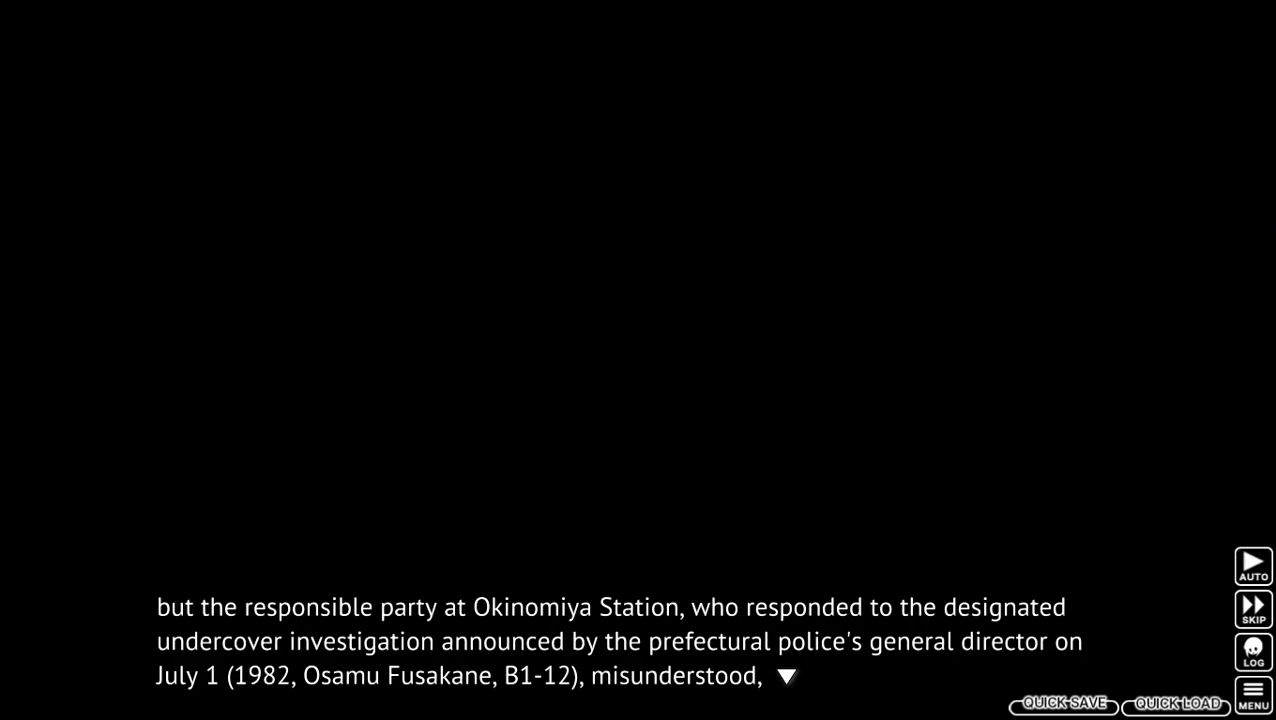 but the responsible party at Okinomiya Station, who responded to the designated
undercover investigation announced by the prefectural police's general director on
July 1 (1982, Osamu Fusakane, B1-12), misunderstood,
AUTO
SKIP
LOG
MENU
QUICK SAVE QUICK LOAD